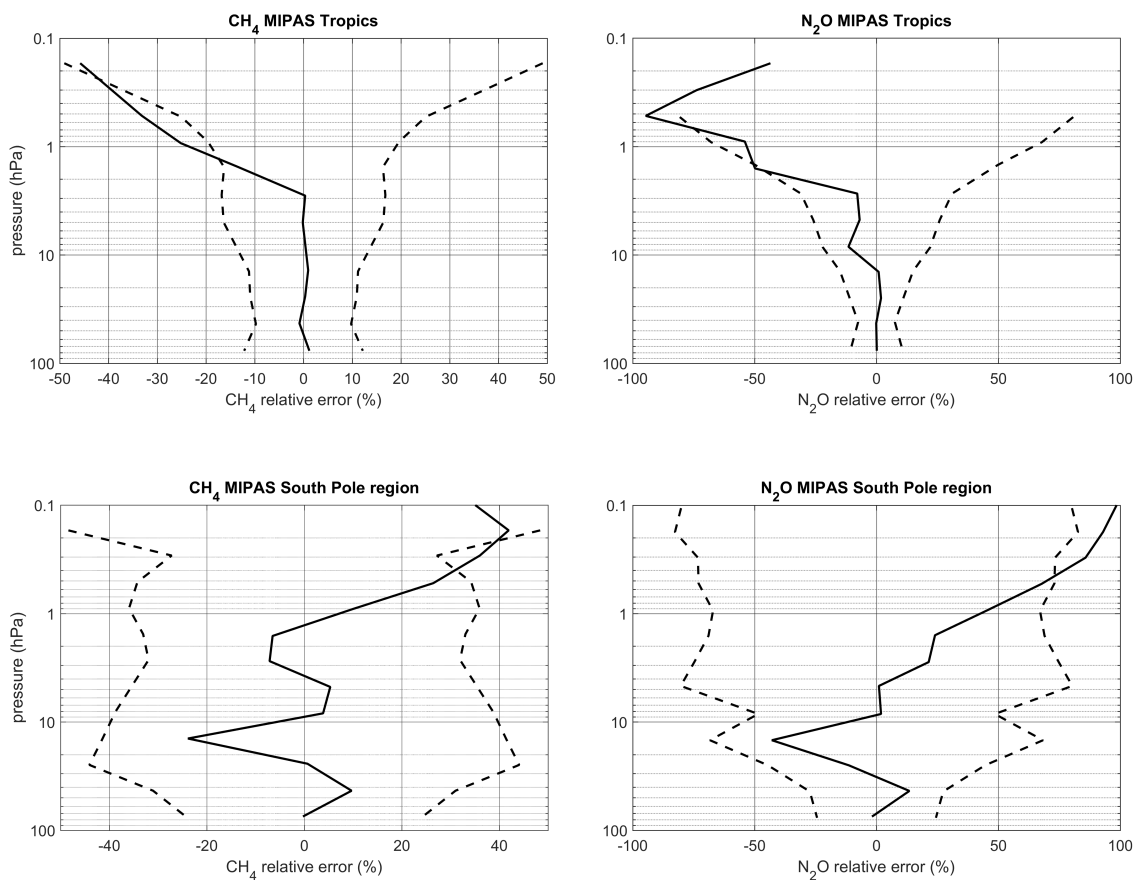 CH4 MIPAS Tropics
0.1
1
10
100
pressure (hPa)
-50 -40 -30 -20 -10 0 10 20 30 40 50
CH4 relative error (%)
N2O MIPAS Tropics
0.1
1
10
100
-100 -50 0 50 100
N2O relative error (%)
CH4 MIPAS South Pole region
0.1
1
10
100
pressure (hPa)
-40 -20 0 20 40
CH4 relative error (%)
N2O MIPAS South Pole region
0.1
1
10
100
-100 -50 0 50 100
N2O relative error (%)